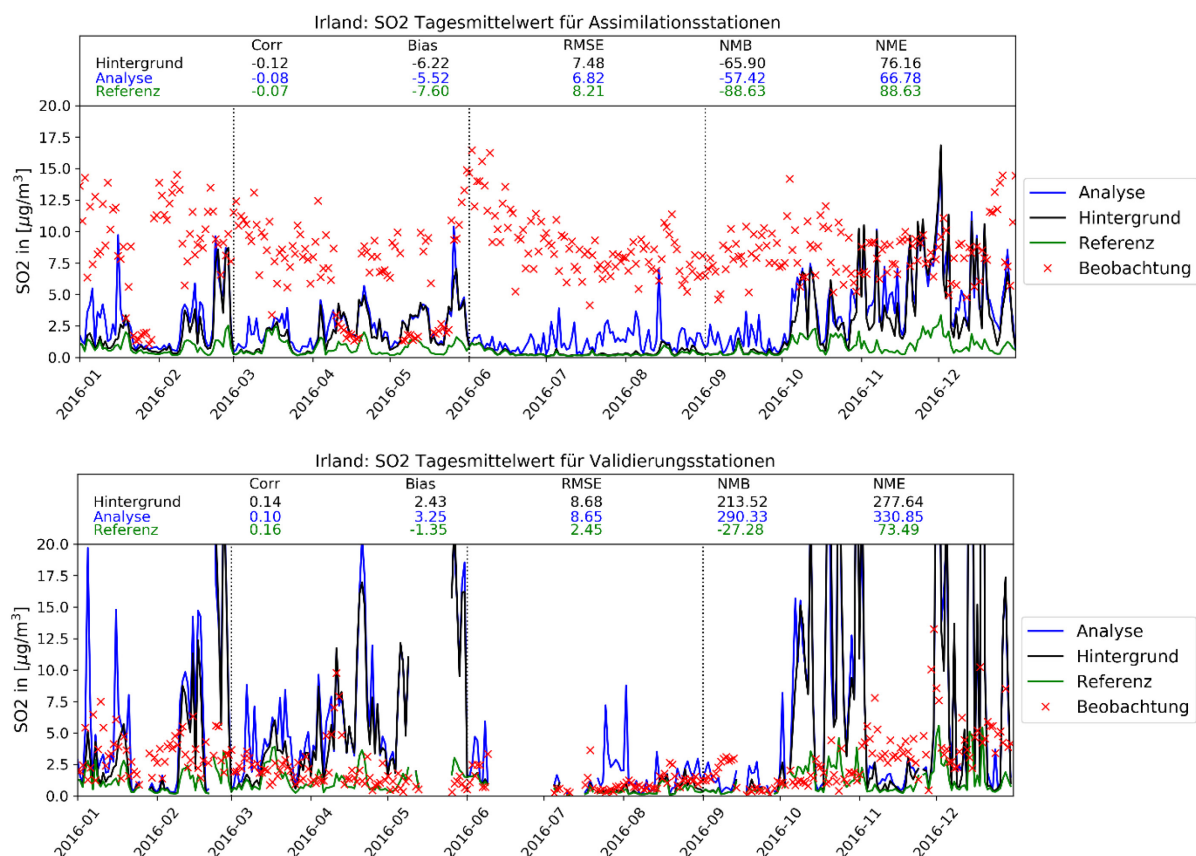 Irland: SO2 Tagesmittelwert für Assimilationsstationen
Corr Bias RMSE NMB NME
Hintergrund -0.12 -6.22 7.48 -65.90 76.16
Analyse -0.08 -5.52 6.82 -57.42 66.78
Referenz -0.07 -7.60 8.21 -88.63 88.63
20.0
17.5
15.0
12.5
10.0
7.5
5.0
2.5
0.0
SO2 in [µg/m³]
Analyse
Hintergrund
Referenz
Beobachtung
2016-01 2016-02 2016-03 2016-04 2016-05 2016-06 2016-07 2016-08 2016-09 2016-10 2016-11 2016-12
Irland: SO2 Tagesmittelwert für Validierungsstationen
Corr Bias RMSE NMB NME
Hintergrund 0.14 2.43 8.68 213.52 277.64
Analyse 0.10 3.25 8.65 290.33 330.85
Referenz 0.16 -1.35 2.45 -27.28 73.49
20.0
17.5
15.0
12.5
10.0
7.5
5.0
2.5
0.0
SO2 in [µg/m³]
Analyse
Hintergrund
Referenz
Beobachtung
2016-01 2016-02 2016-03 2016-04 2016-05 2016-06 2016-07 2016-08 2016-09 2016-10 2016-11 2016-12